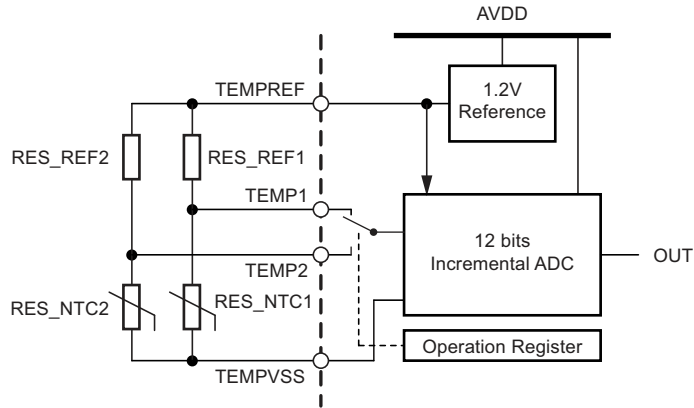 AVDD
TEMPREF
1.2V
Reference
RES_REF2
RES_REF1
TEMP1
12 bits
Incremental ADC
OUT
TEMP2
RES_NTC2
RES_NTC1
Operation Register
TEMPVSS